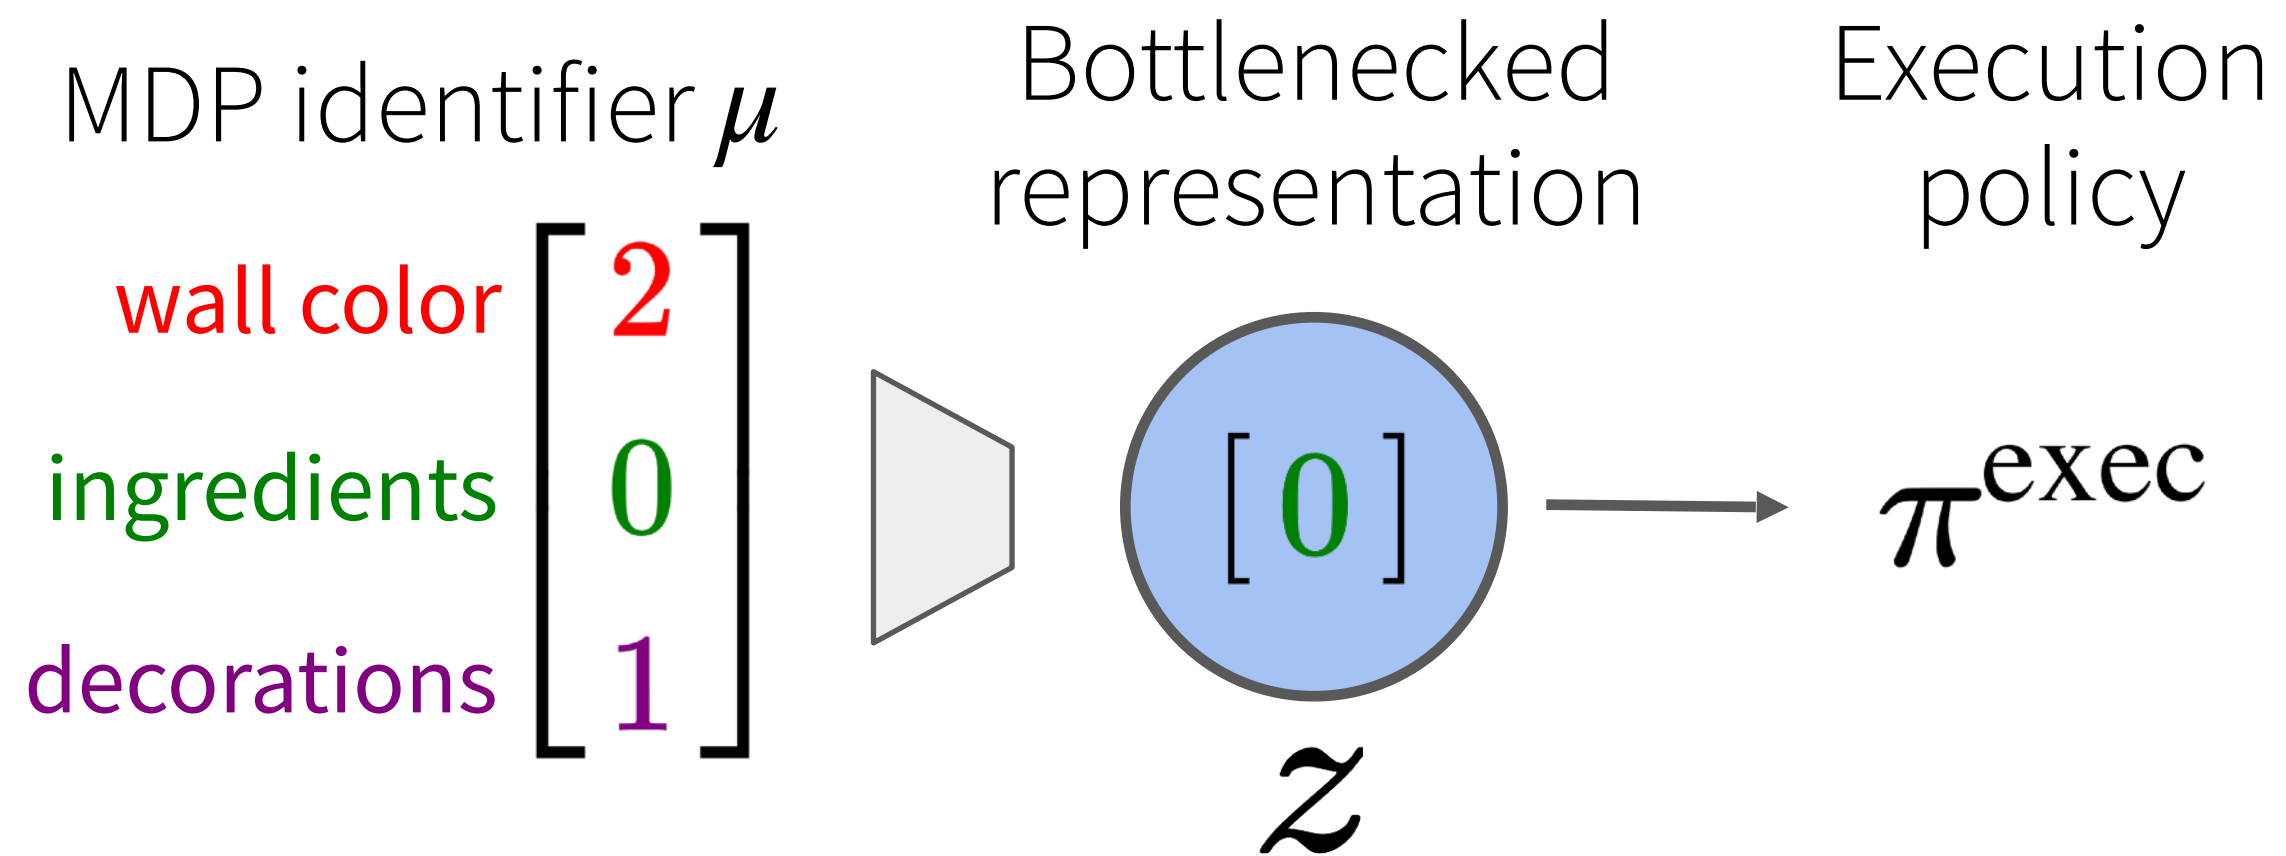 MDP identifier μ
wall color 2
ingredients 0
decorations 1
Bottlenecked
representation
[0]
z
Execution
policy
π^exec